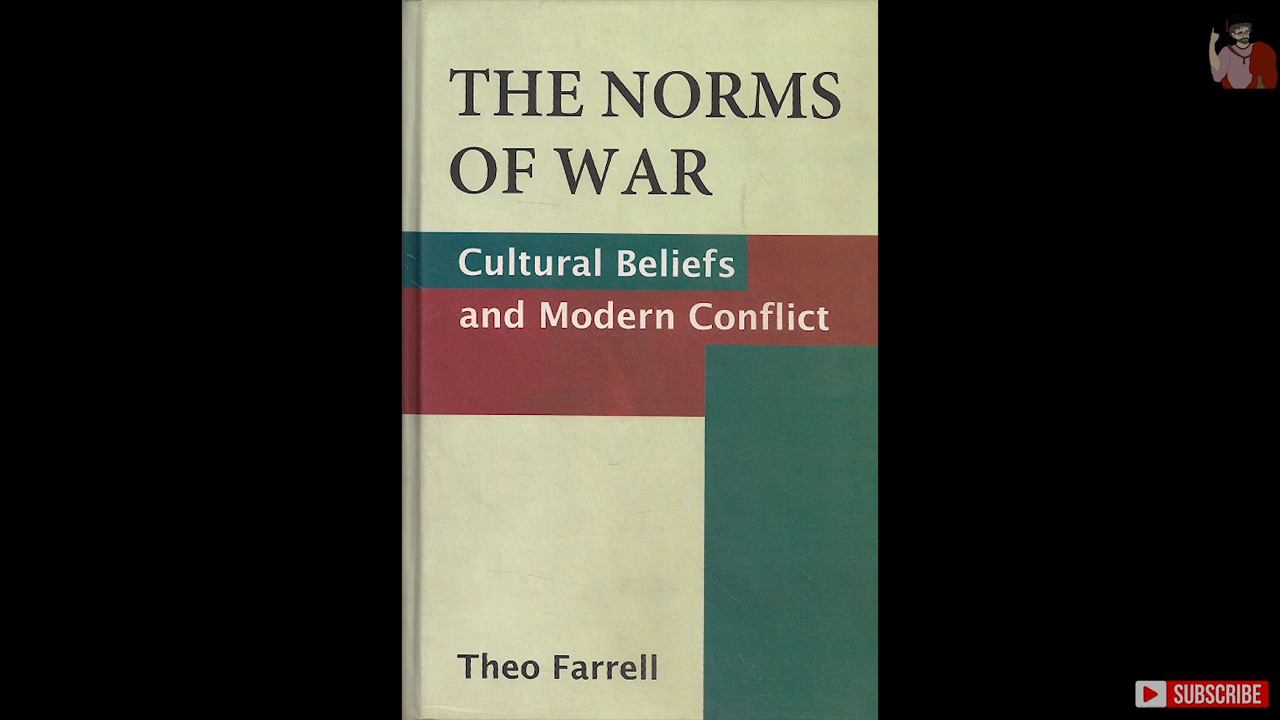 THE NORMS
OF WAR
Cultural Beliefs
and Modern Conflict
Theo Farrell
SUBSCRIBE